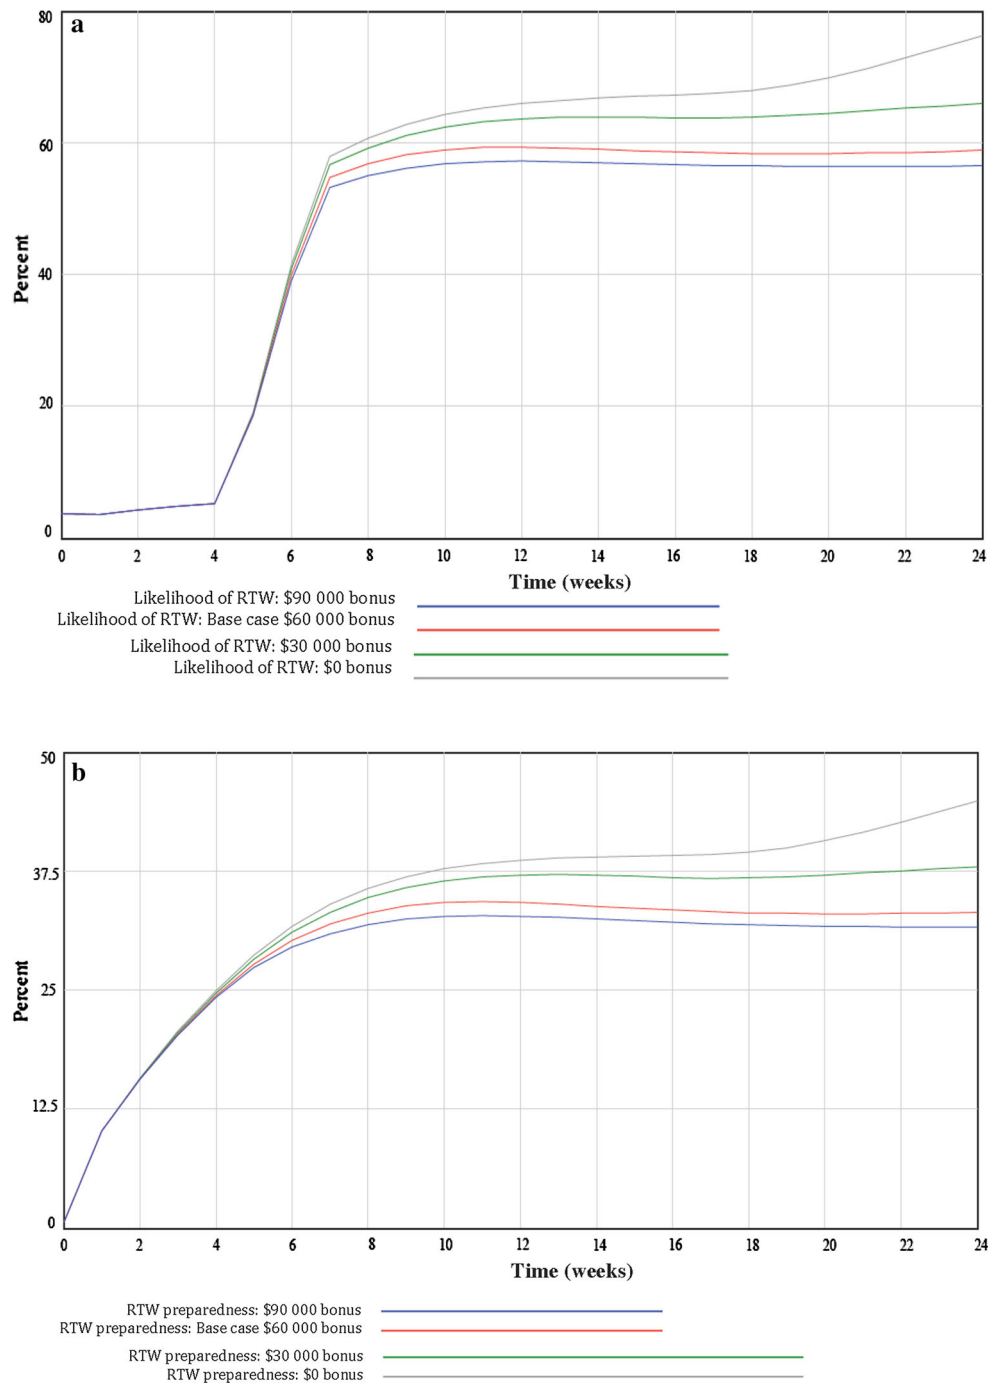 a
80
60
40
20
0
Percent
0 2 4 6 8 10 12 14 16 18 20 22 24
Time (weeks)
Likelihood of RTW: $90 000 bonus
Likelihood of RTW: Base case $60 000 bonus
Likelihood of RTW: $30 000 bonus
Likelihood of RTW: $0 bonus
b
50
37.5
25
12.5
0
Percent
0 2 4 6 8 10 12 14 16 18 20 22 24
Time (weeks)
RTW preparedness: $90 000 bonus
RTW preparedness: Base case $60 000 bonus
RTW preparedness: $30 000 bonus
RTW preparedness: $0 bonus